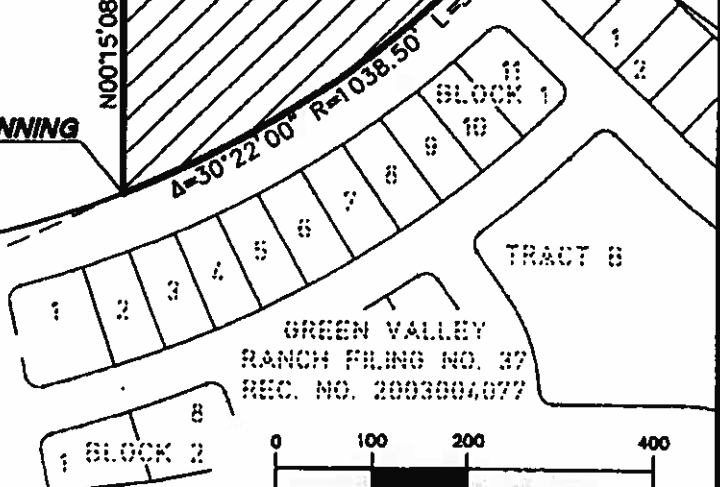 N00°15'08
NNING
Δ=30°22'00" R=1038.50' L=
1
2
11
BLOCK 1
10
9
8
7
6
5
4
3
2
1
TRACT B
GREEN VALLEY
RANCH FILING NO. 37
REC. NO. 2003004077
8
1 BLOCK 2
0 100 200 400